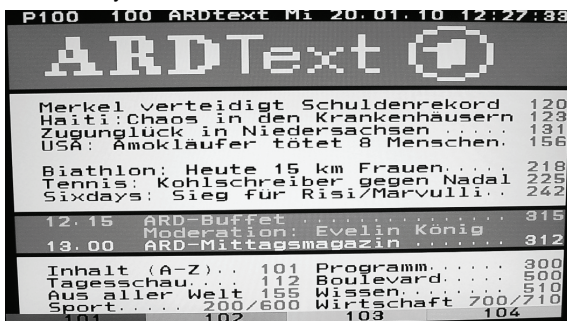 P100 100 ARDtext Mi 20.01.10 12:27:33
ARDText 1
Merkel verteidigt Schuldenrekord 120
Haiti:Chaos in den Krankenhäusern 123
Zugunglück in Niedersachsen ..... 131
USA: Amokläufer tötet 8 Menschen. 156
Biathlon: Heute 15 km Frauen..... 218
Tennis: Kohlschreiber gegen Nadal 225
Sixdays: Sieg für Risi/Marvulli.. 242
12.15 ARD-Buffet ................ 315
Moderation: Evelin König
13.00 ARD-Mittagsmagazin ........ 312
Inhalt (A-Z).. 101 Programm...... 300
Tagesschau.... 112 Boulevard..... 500
Aus aller Welt 155 Wissen........ 510
Sport..... 200/600 Wirtschaft 700/710
101 102 103 104